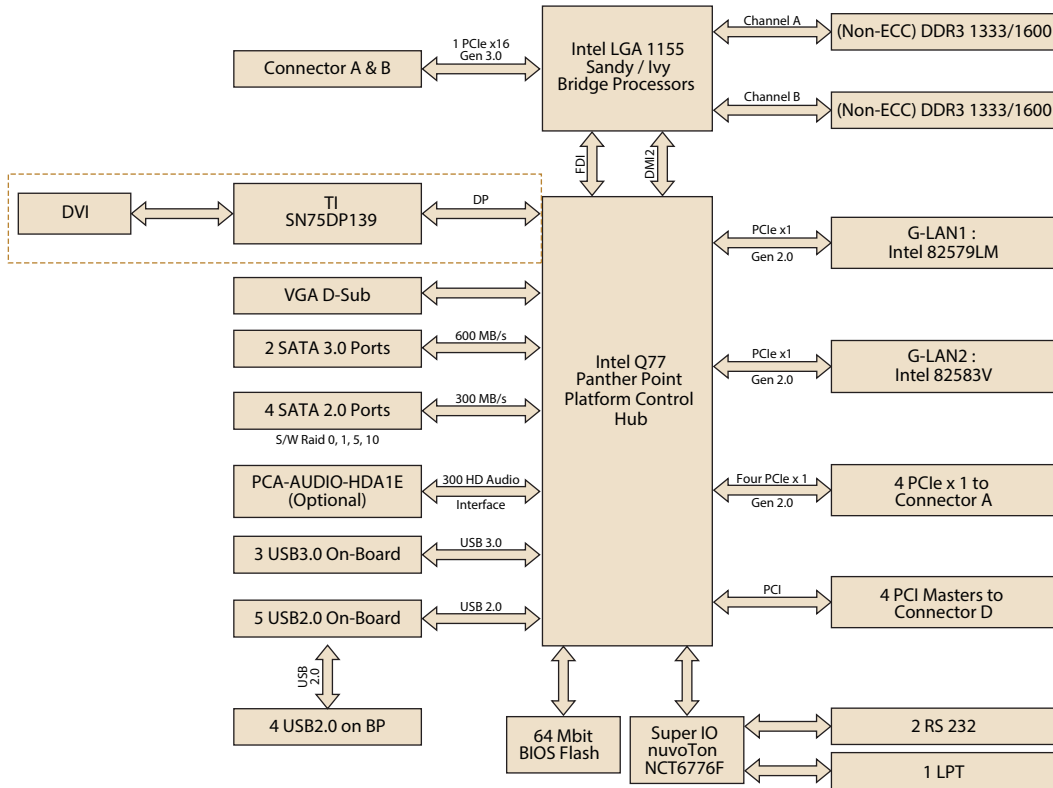 Intel LGA 1155
Sandy / Ivy
Bridge Processors
Channel A
(Non-ECC) DDR3 1333/1600
Channel B
(Non-ECC) DDR3 1333/1600
1 PCIe x16
Gen 3.0
Connector A & B
FDI
DMI2
DVI
TI
SN75DP139
DP
VGA D-Sub
2 SATA 3.0 Ports
600 MB/s
4 SATA 2.0 Ports
300 MB/s
S/W Raid 0, 1, 5, 10
PCA-AUDIO-HDA1E
(Optional)
300 HD Audio
Interface
3 USB3.0 On-Board
USB 3.0
5 USB2.0 On-Board
USB 2.0
USB
2.0
4 USB2.0 on BP
Intel Q77
Panther Point
Platform Control
Hub
PCIe x1
Gen 2.0
G-LAN1 :
Intel 82579LM
PCIe x1
Gen 2.0
G-LAN2 :
Intel 82583V
Four PCIe x 1
Gen 2.0
4 PCIe x 1 to
Connector A
PCI
4 PCI Masters to
Connector D
64 Mbit
BIOS Flash
Super IO
nuvoTon
NCT6776F
2 RS 232
1 LPT